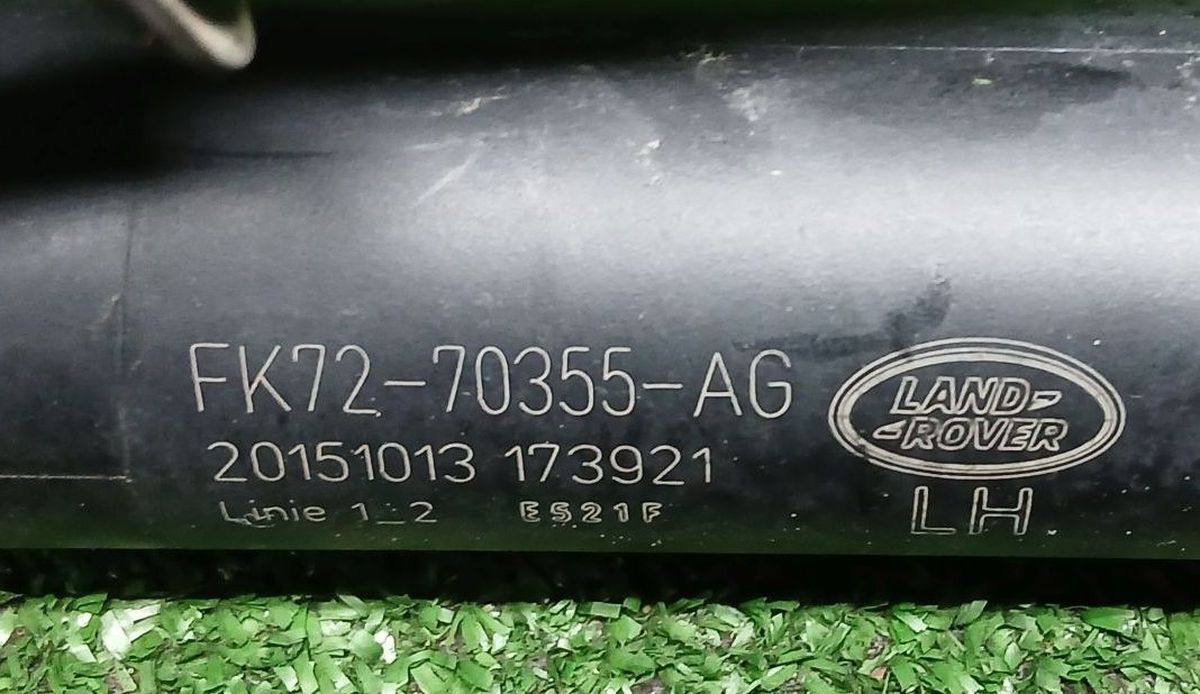 FK72-70355-AG
20151013 173921
Linie 1_2 E521F
LAND-
-ROVER
LH